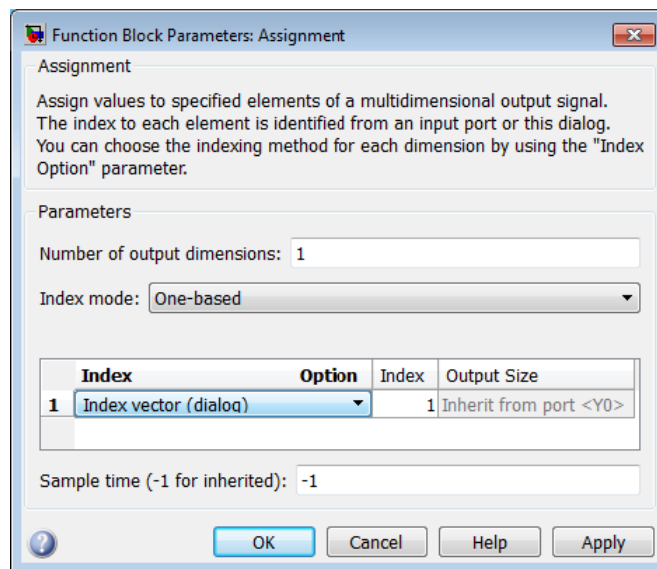 Function Block Parameters: Assignment
Assignment
Assign values to specified elements of a multidimensional output signal.
The index to each element is identified from an input port or this dialog.
You can choose the indexing method for each dimension by using the "Index
Option" parameter.
Parameters
Number of output dimensions: 1
Index mode: One-based
Index Option Index Output Size
1 Index vector (dialog) 1 Inherit from port <Y0>
Sample time (-1 for inherited): -1
? OK Cancel Help Apply